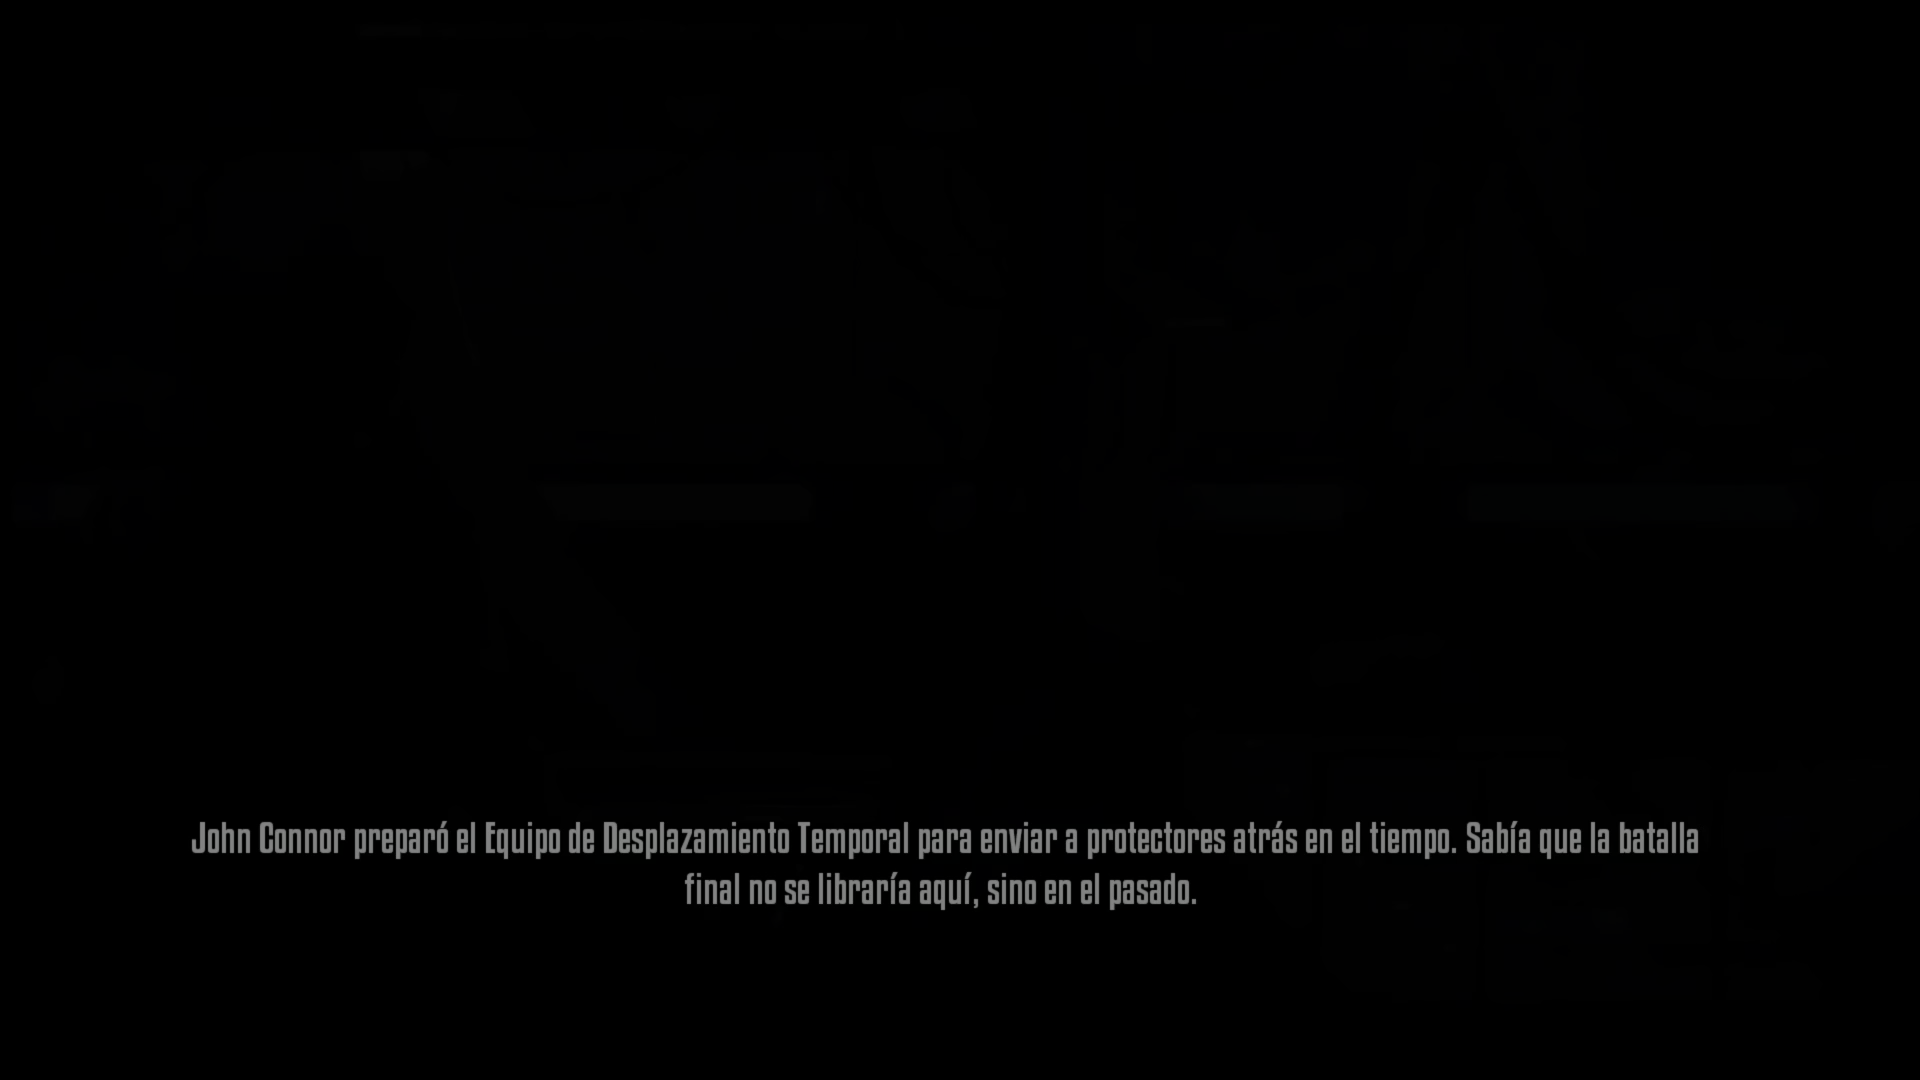 John Connor preparó el Equipo de Desplazamiento Temporal para enviar a protectores atrás en el tiempo. Sabía que la batalla
final no se libraría aquí, sino en el pasado.